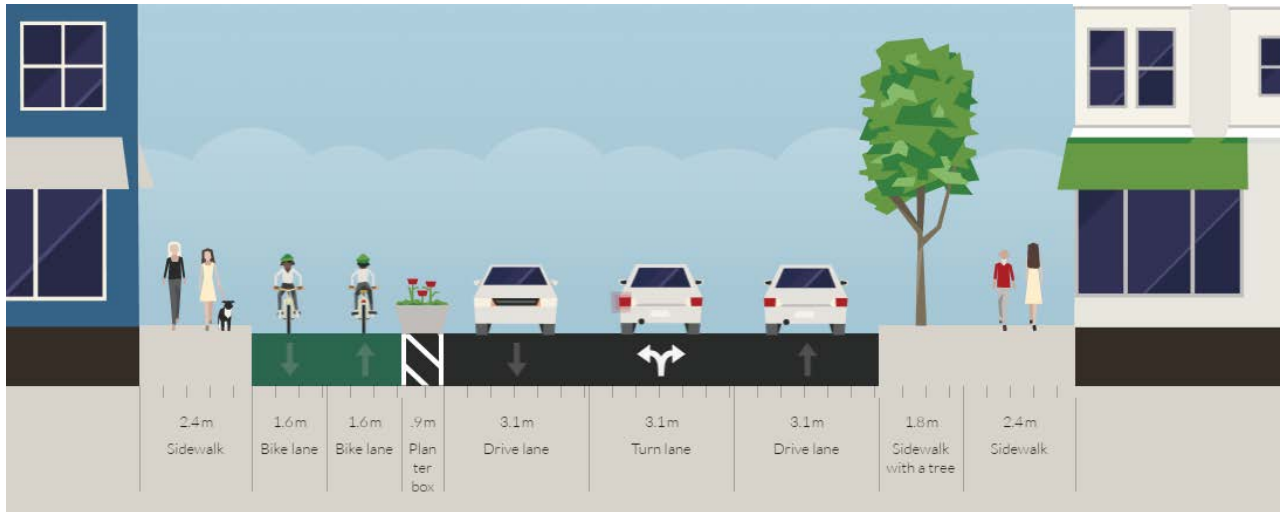 2.4m
Sidewalk
1.6m
Bike lane
1.6m
Bike lane
.9m
Plan
ter
box
3.1m
Drive lane
3.1m
Turn lane
3.1m
Drive lane
1.8m
Sidewalk
with a tree
2.4m
Sidewalk